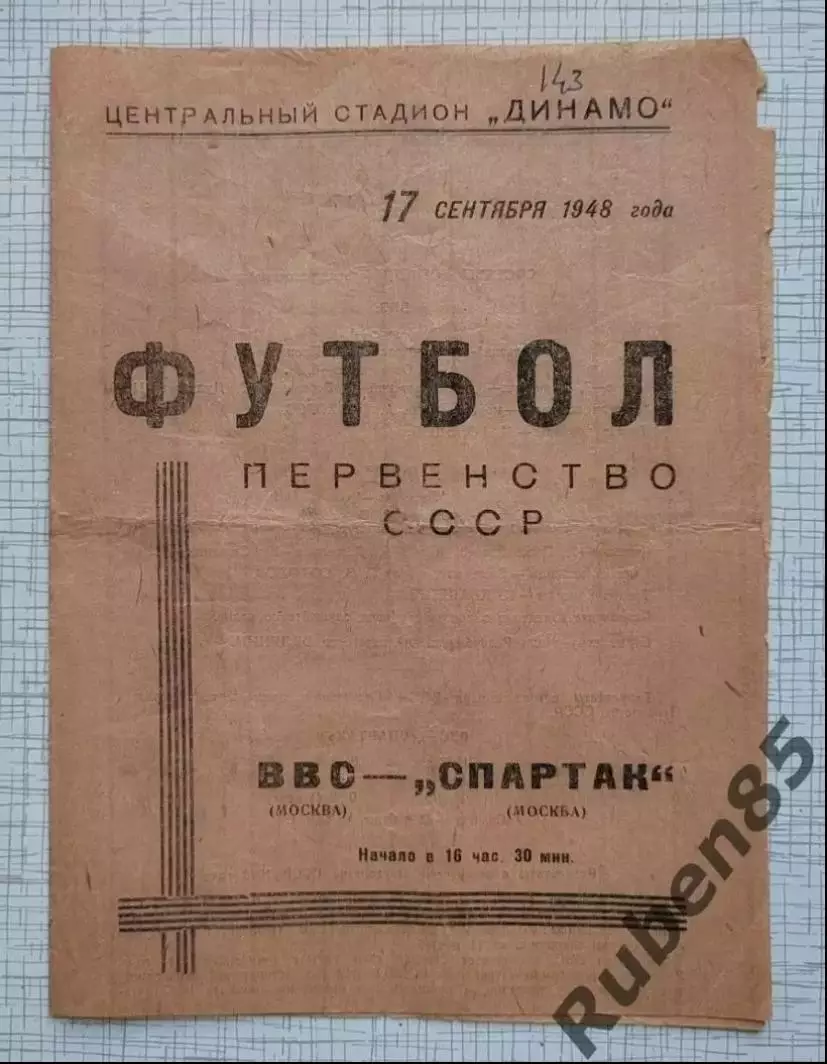 143
ЦЕНТРАЛЬНЫЙ СТАДИОН „ДИНАМО“
17 СЕНТЯБРЯ 1948 года
ФУТБОЛ
ПЕРВЕНСТВО
СССР
ВВС — „СПАРТАК“
(МОСКВА) (МОСКВА)
Начало в 16 час. 30 мин.
Ruben85